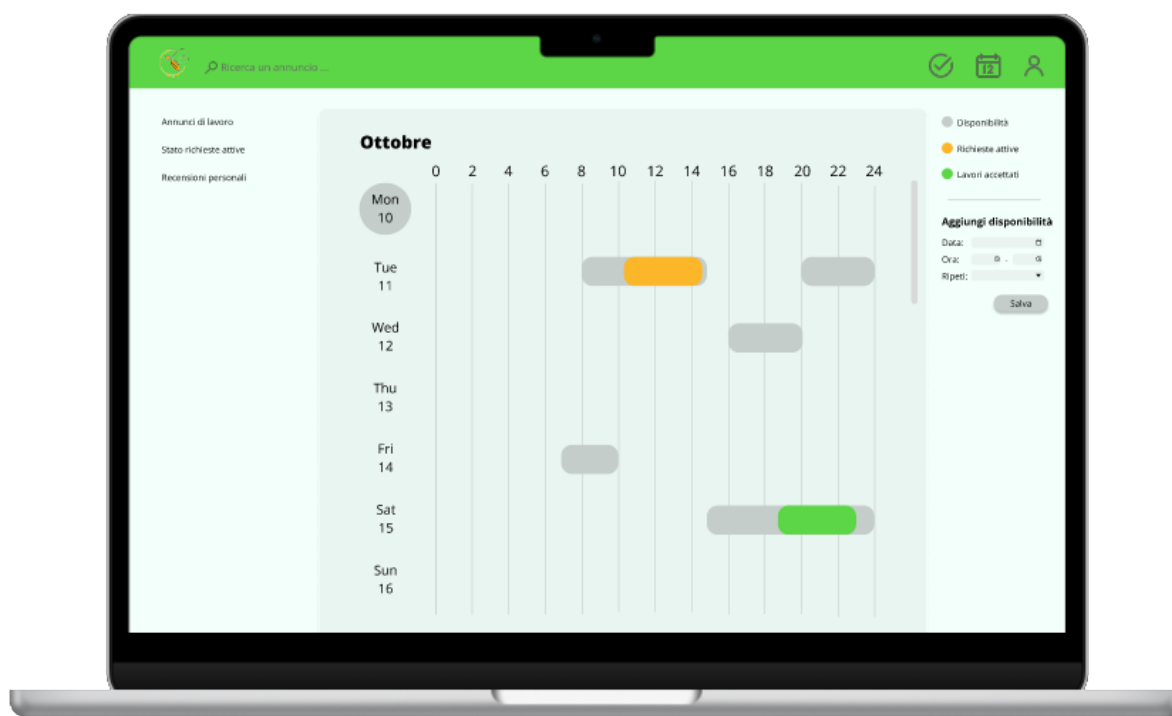 Ricerca un annuncio ...
12
Annunci di lavoro
Stato richieste attive
Recensioni personali
Ottobre
0 2 4 6 8 10 12 14 16 18 20 22 24
Mon
10
Tue
11
Wed
12
Thu
13
Fri
14
Sat
15
Sun
16
Disponibilità
Richieste attive
Lavori accettati
Aggiungi disponibilità
Data:
Ora: -
Ripeti:
Salva